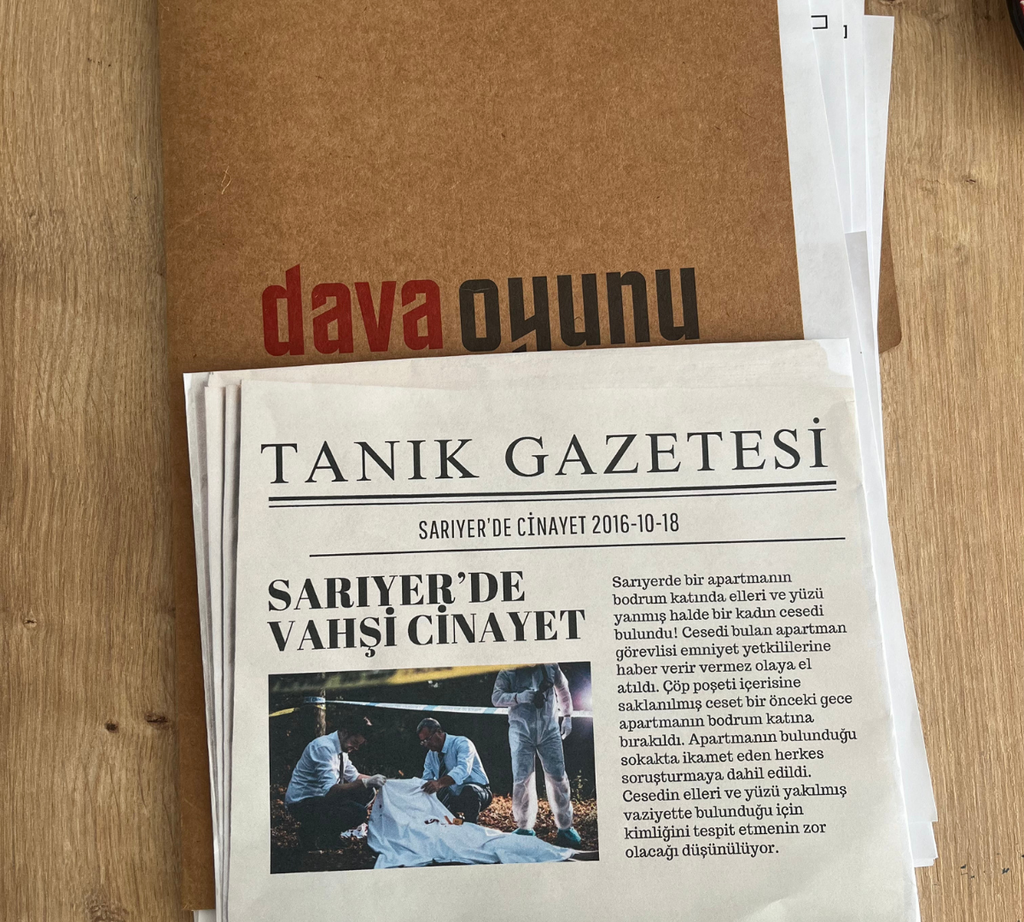 dava oyunu
TANIK GAZETESİ
SARIYER'DE CİNAYET 2016-10-18
SARIYER'DE
VAHŞİ CİNAYET
Sarıyerde bir apartmanın
bodrum katında elleri ve yüzü
yanmış halde bir kadın cesedi
bulundu! Cesedi bulan apartman
görevlisi emniyet yetkililerine
haber verir vermez olaya el
atıldı. Çöp poşeti içerisine
saklanılmış ceset bir önceki gece
apartmanın bodrum katına
bırakıldı. Apartmanın bulunduğu
sokakta ikamet eden herkes
soruşturmaya dahil edildi.
Cesedin elleri ve yüzü yakılmış
vaziyette bulunduğu için
kimliğini tespit etmenin zor
olacağı düşünülüyor.